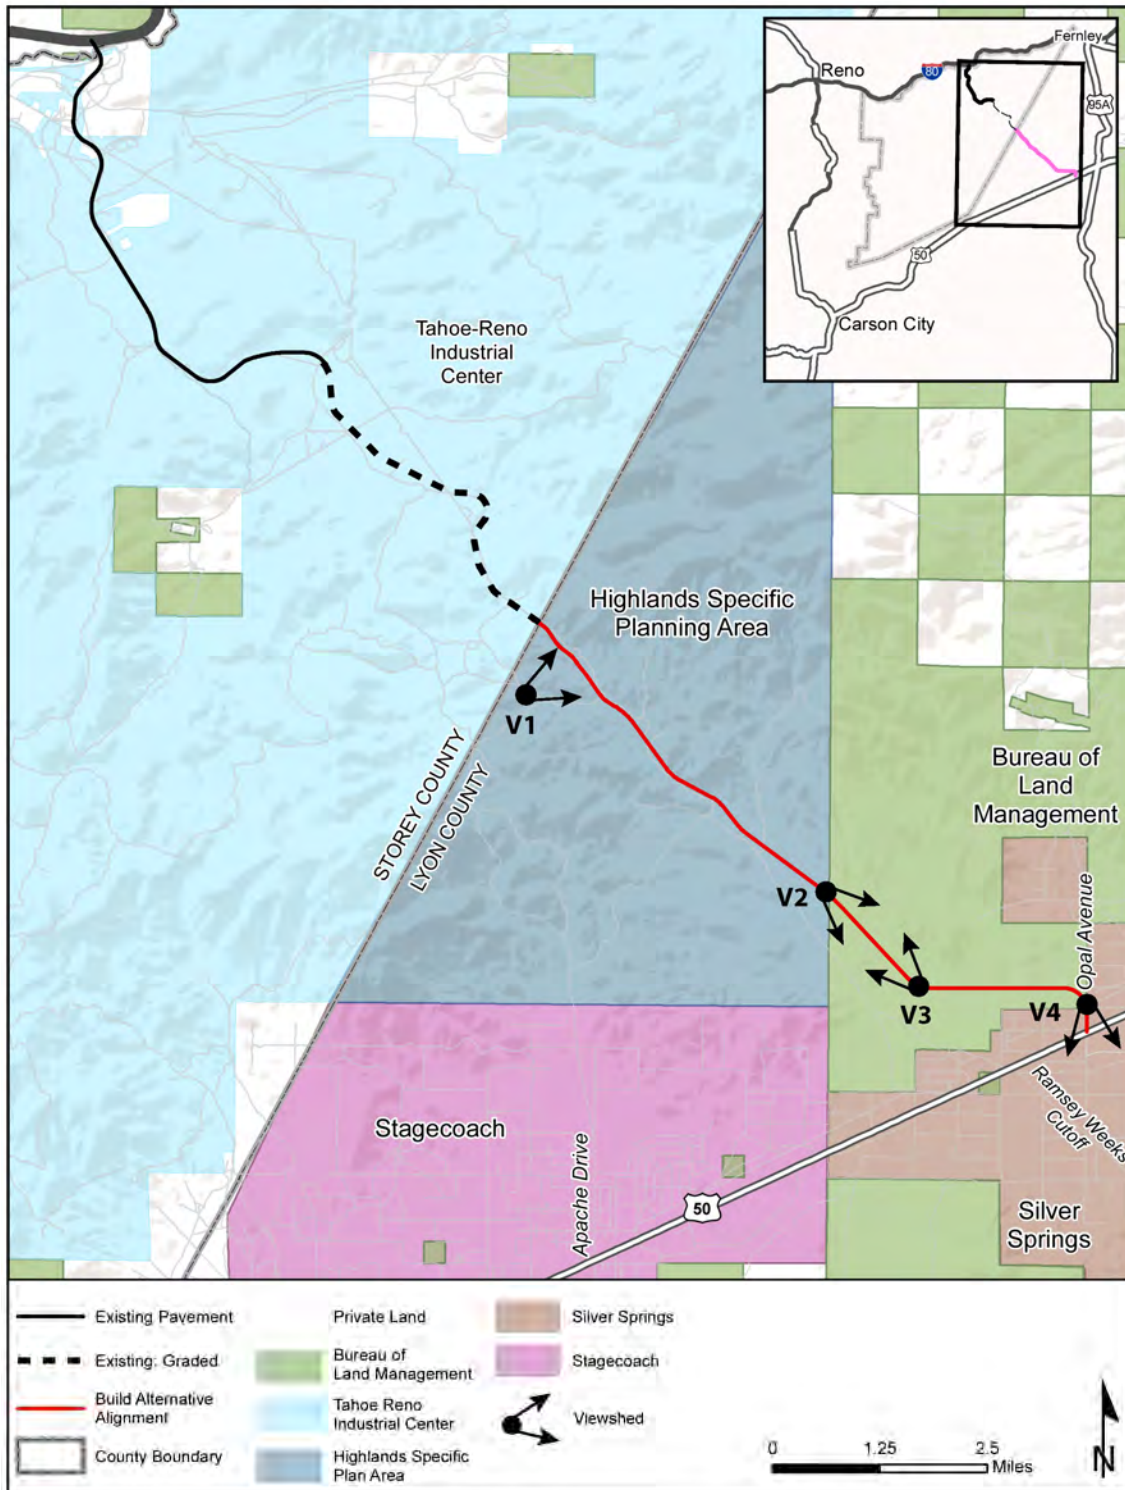 Fernley
Reno
80
95A
50
Carson City
Tahoe-Reno
Industrial
Center
Highlands Specific
Planning Area
V1
STOREY COUNTY
LYON COUNTY
Bureau of
Land
Management
V2
Opal Avenue
V3
V4
Ramsey Weeks
Cutoff
Stagecoach
Apache Drive
50
Silver
Springs
Existing Pavement
Existing: Graded
Build Alternative
Alignment
County Boundary
Private Land
Bureau of
Land Management
Tahoe Reno
Industrial Center
Highlands Specific
Plan Area
Silver Springs
Stagecoach
Viewshed
0 1.25 2.5
Miles
N